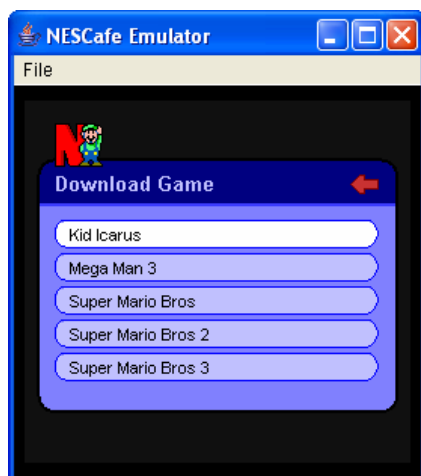 NESCafe Emulator
File
N
Download Game
Kid Icarus
Mega Man 3
Super Mario Bros
Super Mario Bros 2
Super Mario Bros 3